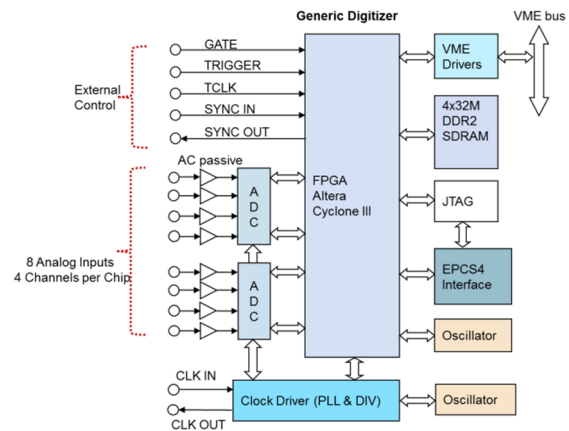 Generic Digitizer
VME bus
GATE
TRIGGER
TCLK
SYNC IN
SYNC OUT
External
Control
VME
Drivers
4x32M
DDR2
SDRAM
AC passive
FPGA
Altera
Cyclone III
A
D
C
JTAG
8 Analog Inputs
4 Channels per Chip
A
D
C
EPCS4
Interface
Oscillator
CLK IN
Clock Driver (PLL & DIV)
Oscillator
CLK OUT